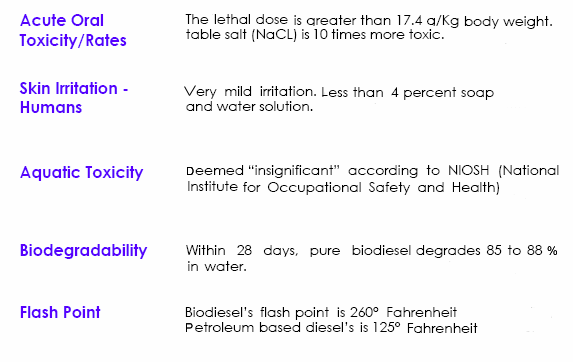 Acute Oral
Toxicity/Rates
The lethal dose is greater than 17.4 g/Kg body weight.
table salt (NaCL) is 10 times more toxic.
Skin Irritation -
Humans
Very mild irritation. Less than 4 percent soap
and water solution.
Aquatic Toxicity
Deemed “insignificant” according to NIOSH (National
Institute for Occupational Safety and Health)
Biodegradability
Within 28 days, pure biodiesel degrades 85 to 88 %
in water.
Flash Point
Biodiesel’s flash point is 260° Fahrenheit
Petroleum based diesel’s is 125° Fahrenheit